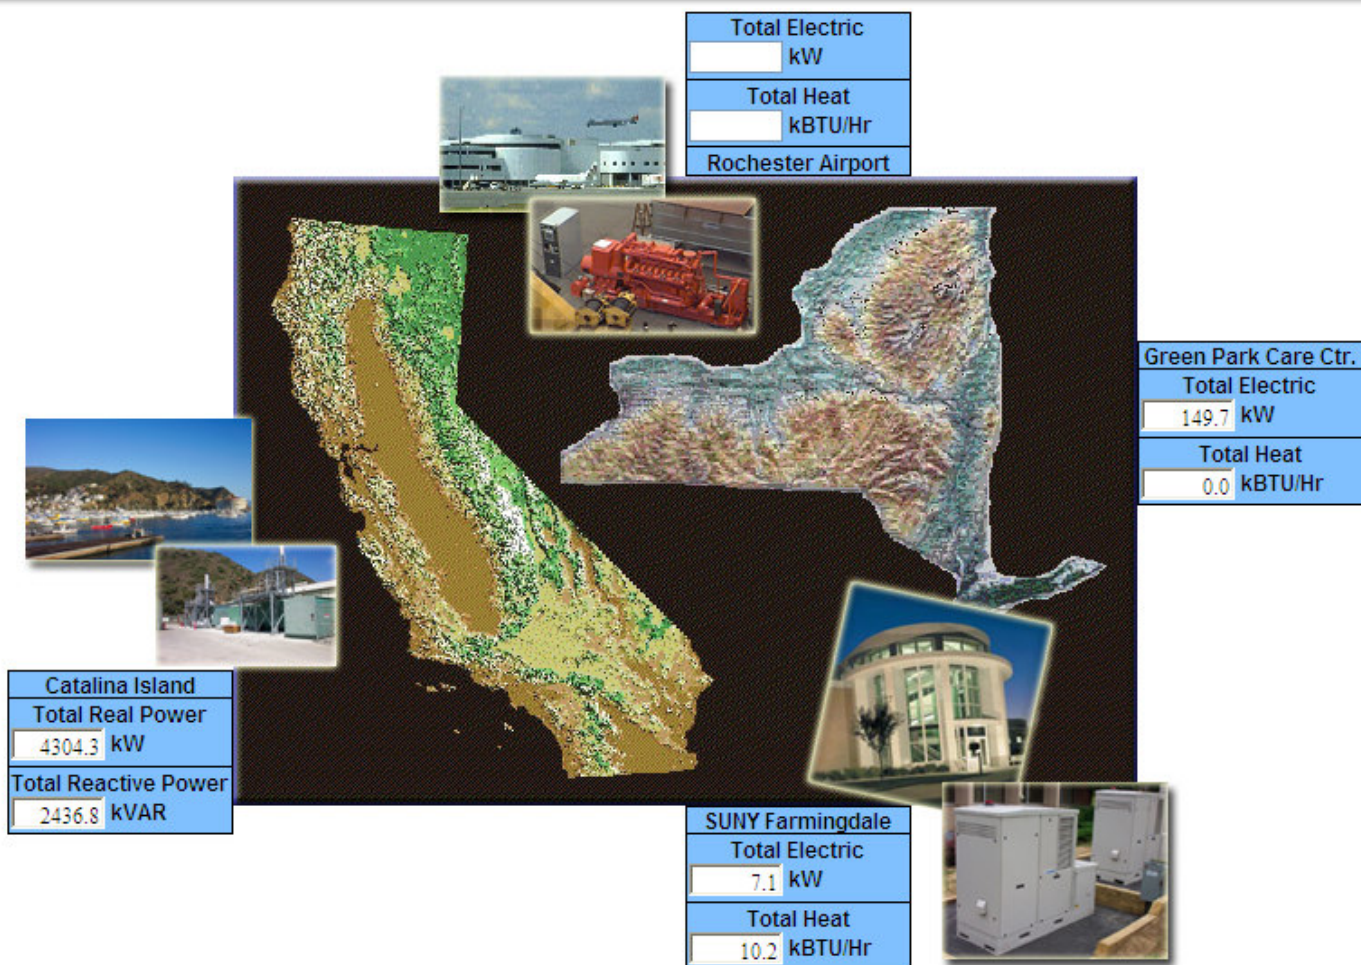 Total Electric
kW
Total Heat
kBTU/Hr
Rochester Airport
Green Park Care Ctr.
Total Electric
149.7 kW
Total Heat
0.0 kBTU/Hr
Catalina Island
Total Real Power
4304.3 kW
Total Reactive Power
2436.8 kVAR
SUNY Farmingdale
Total Electric
7.1 kW
Total Heat
10.2 kBTU/Hr